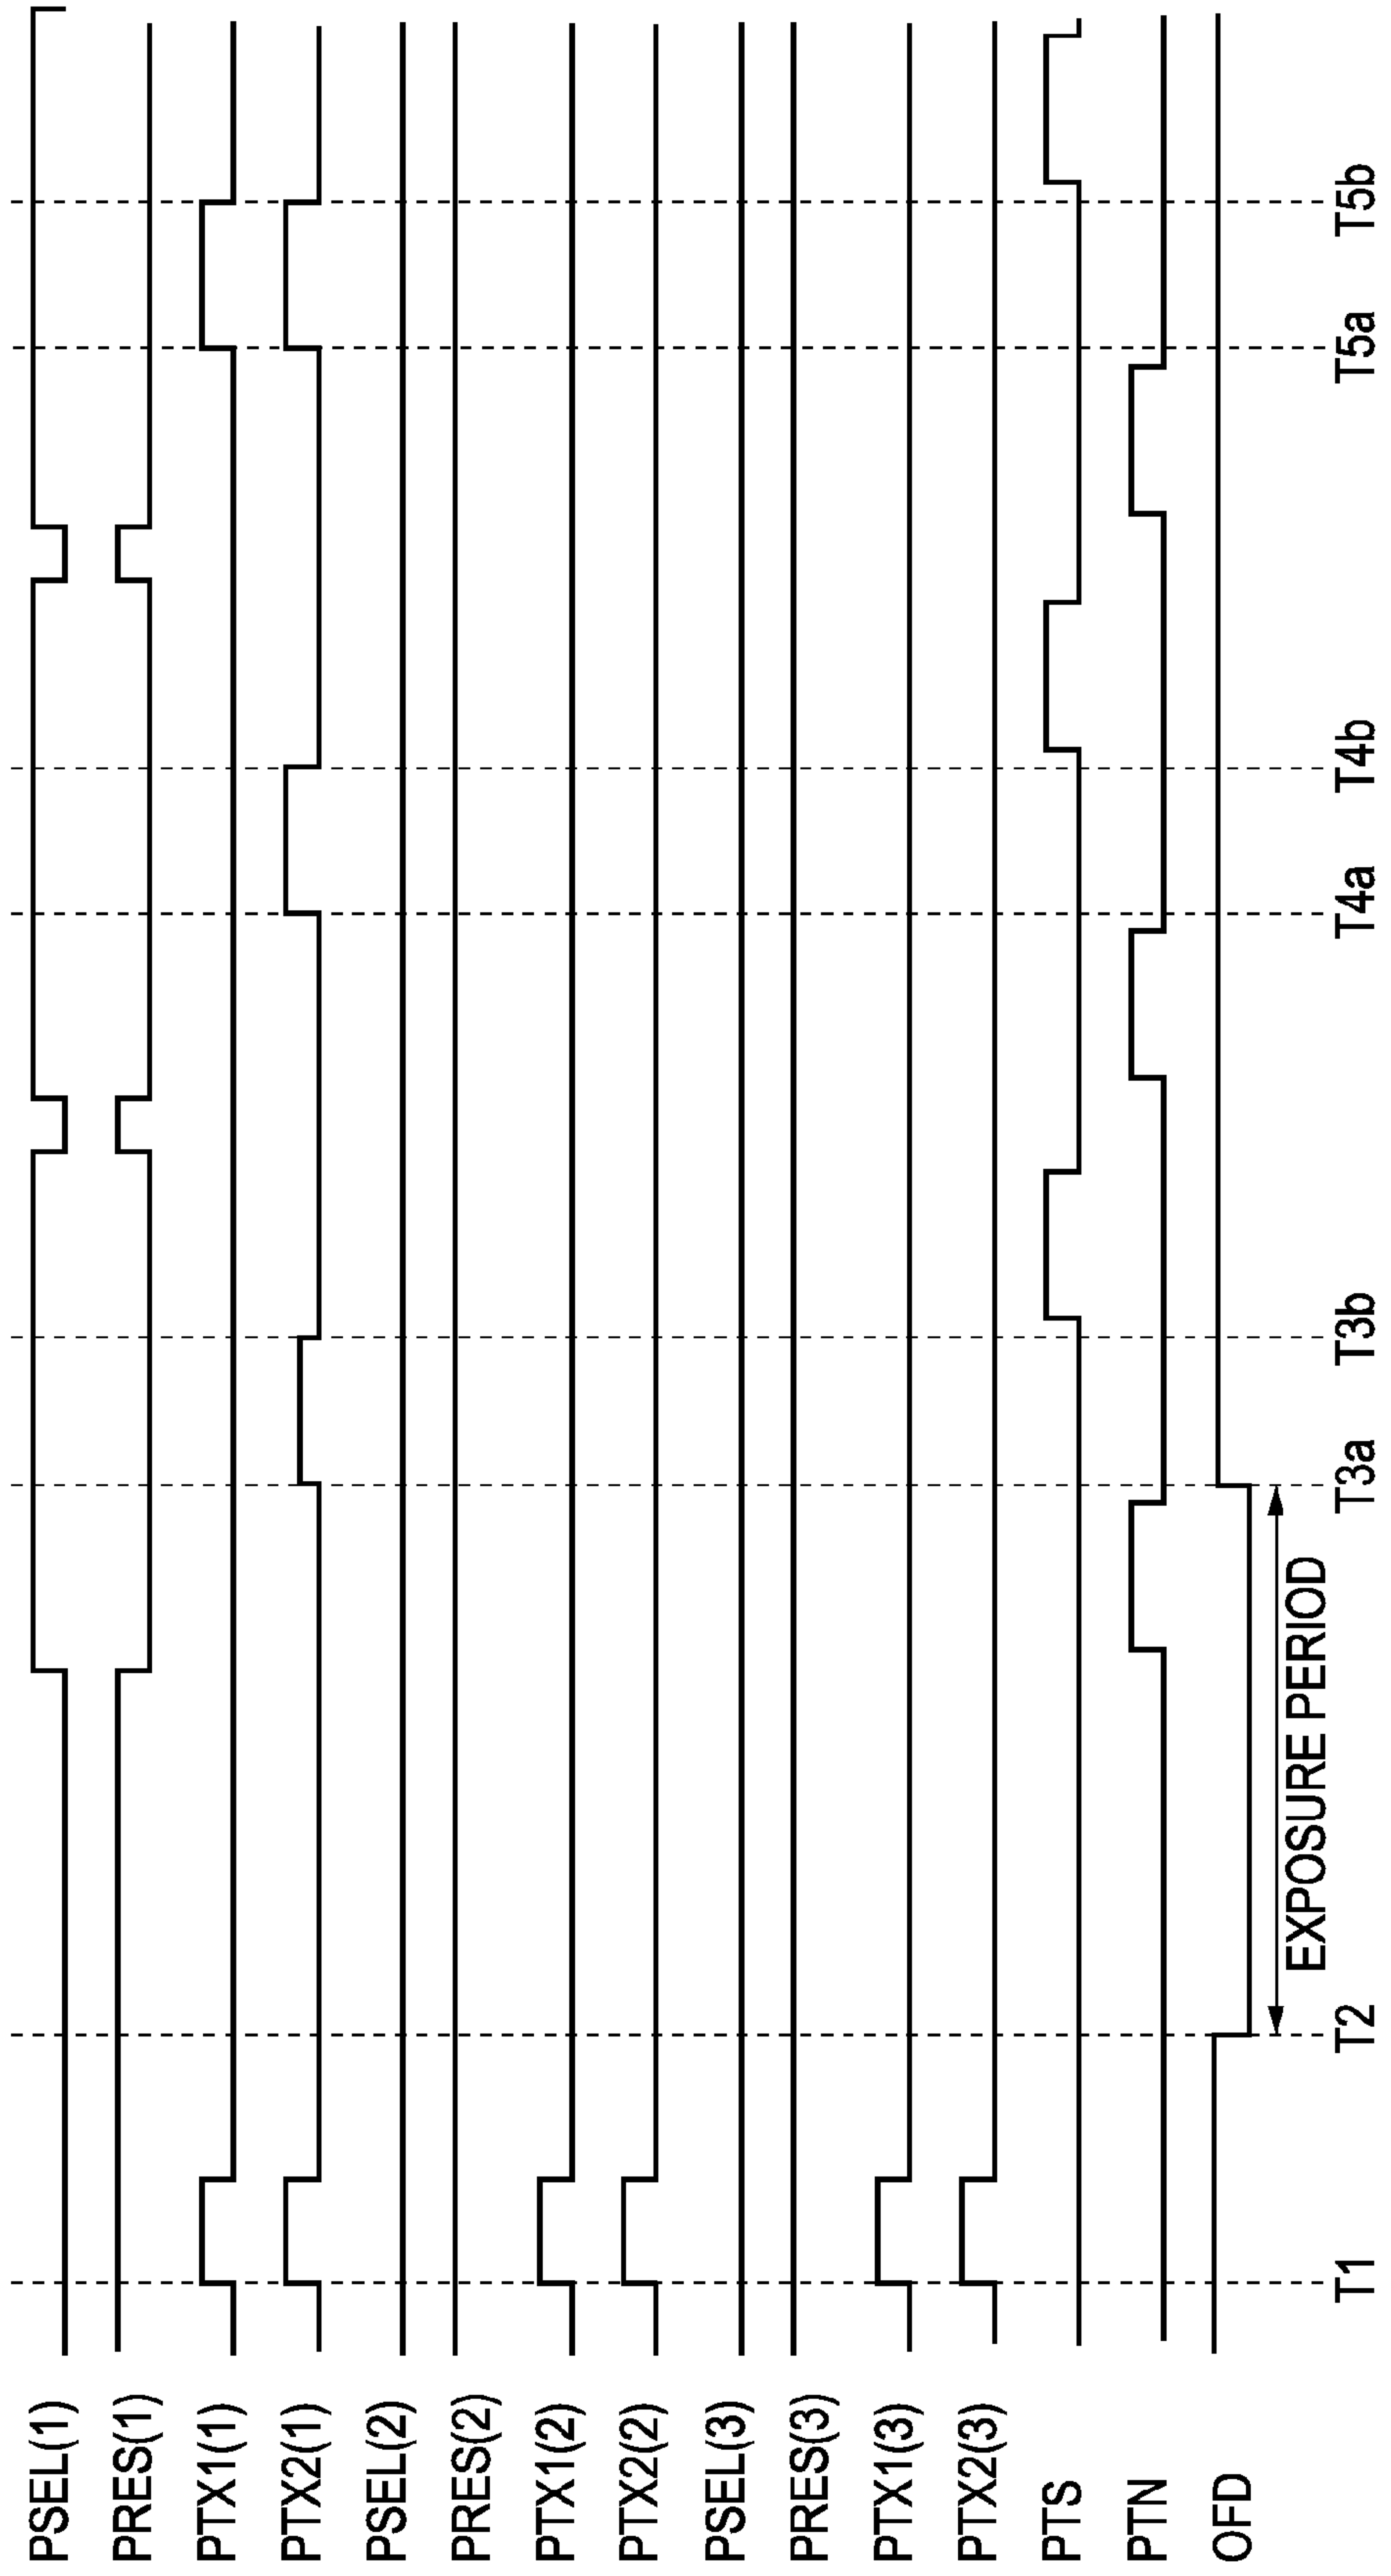 PSEL(1)
PRES(1)
PTX1(1)
PTX2(1)
PSEL(2)
PRES(2)
PTX1(2)
PTX2(2)
PSEL(3)
PRES(3)
PTX1(3)
PTX2(3)
PTS
PTN
OFD
EXPOSURE PERIOD
T1 T2 T3a T3b T4a T4b T5a T5b